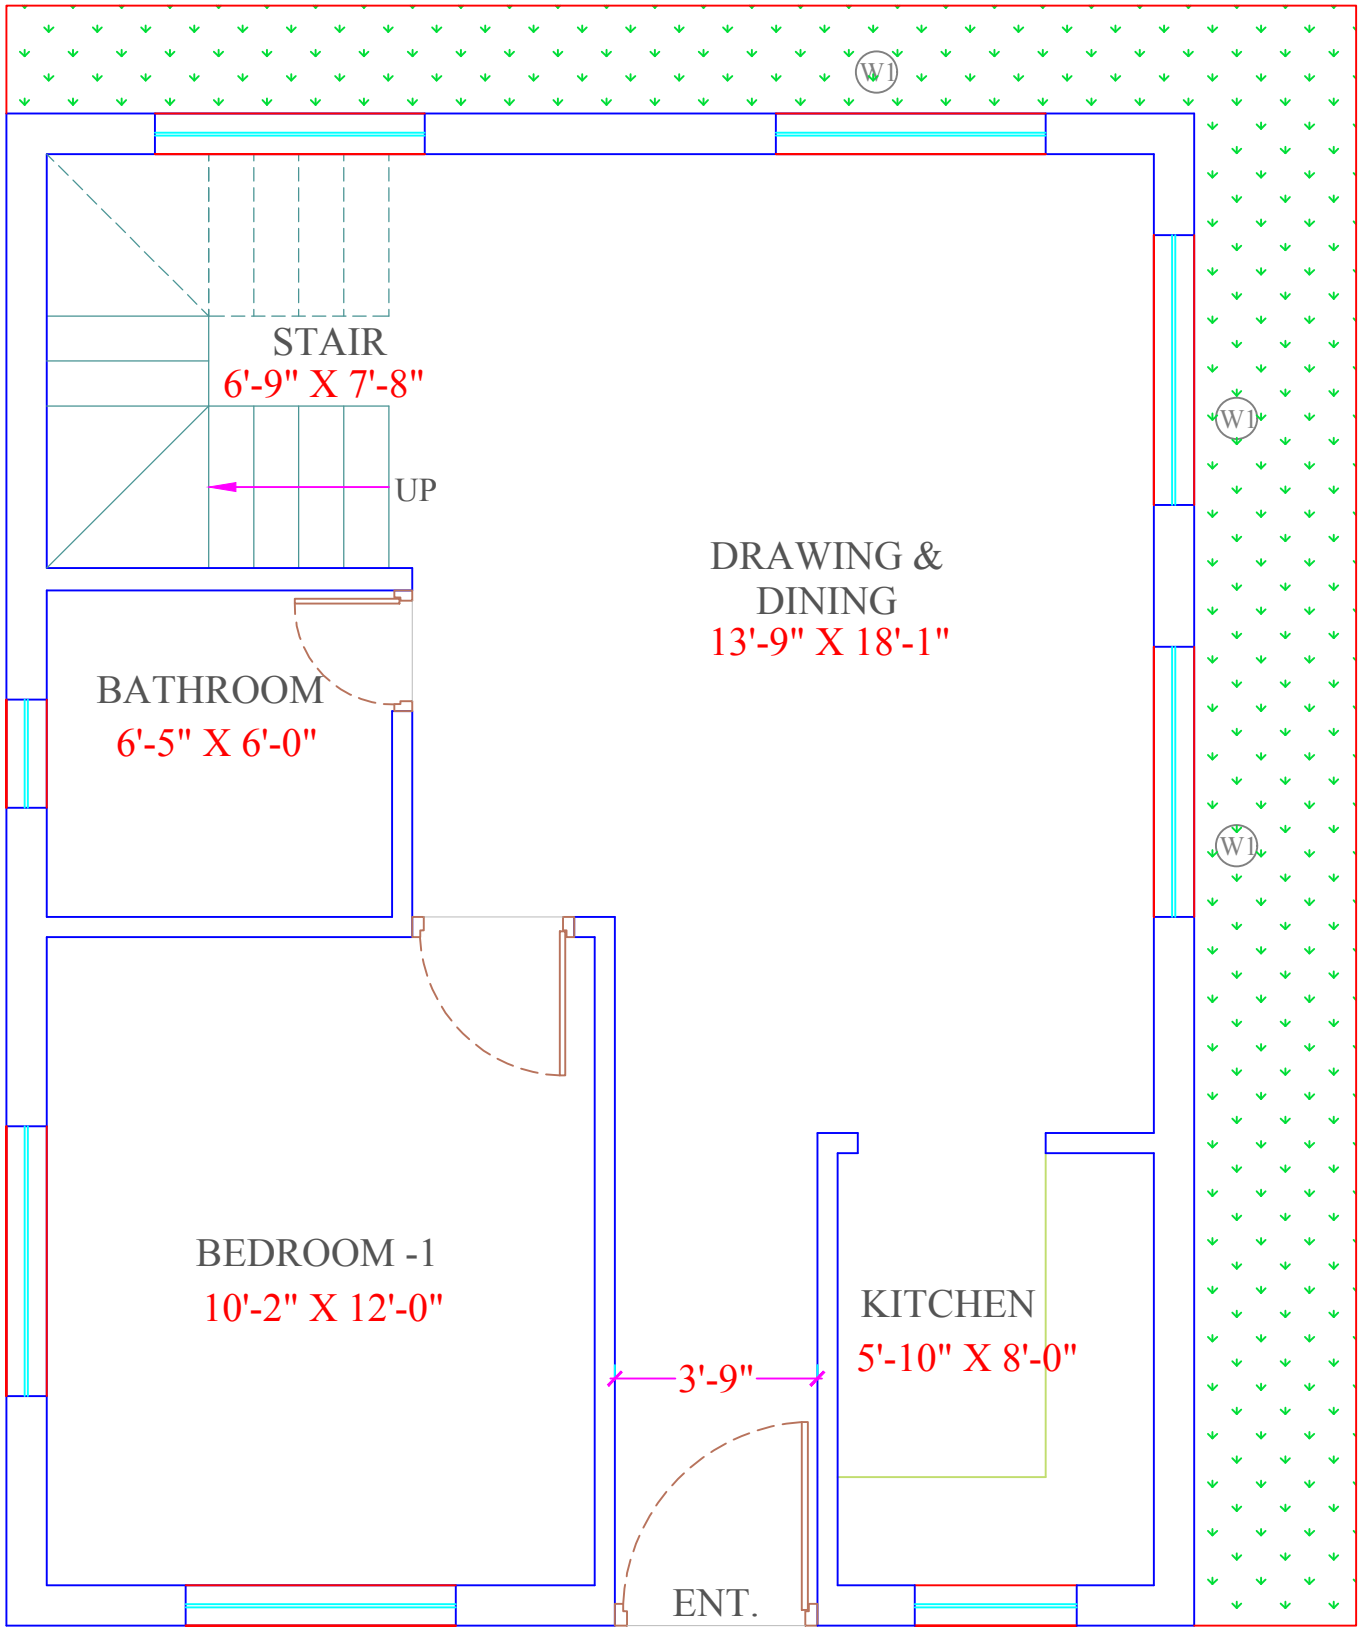 W1
STAIR
6'-9" X 7'-8"
W1
UP
DRAWING &
DINING
13'-9" X 18'-1"
BATHROOM
6'-5" X 6'-0"
W1
BEDROOM -1
10'-2" X 12'-0"
KITCHEN
5'-10" X 8'-0"
3'-9"
ENT.